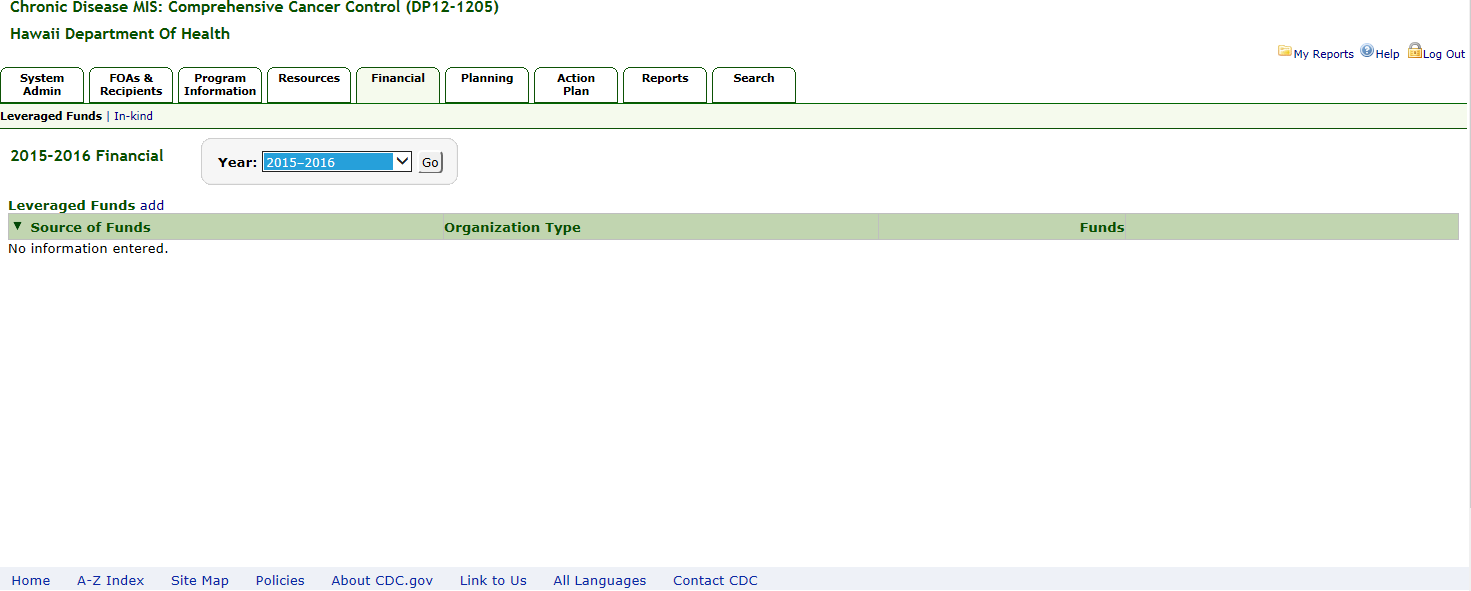 Chronic Disease MIS: Comprehensive Cancer Control (DP12-1205)
Hawaii Department Of Health
My Reports Help Log Out
System Admin
FOAs & Recipients
Program Information
Resources
Financial
Planning
Action Plan
Reports
Search
Leveraged Funds | In-kind
2015-2016 Financial
Year: 2015–2016 Go
Leveraged Funds add
▼ Source of Funds Organization Type Funds
No information entered.
Home A-Z Index Site Map Policies About CDC.gov Link to Us All Languages Contact CDC